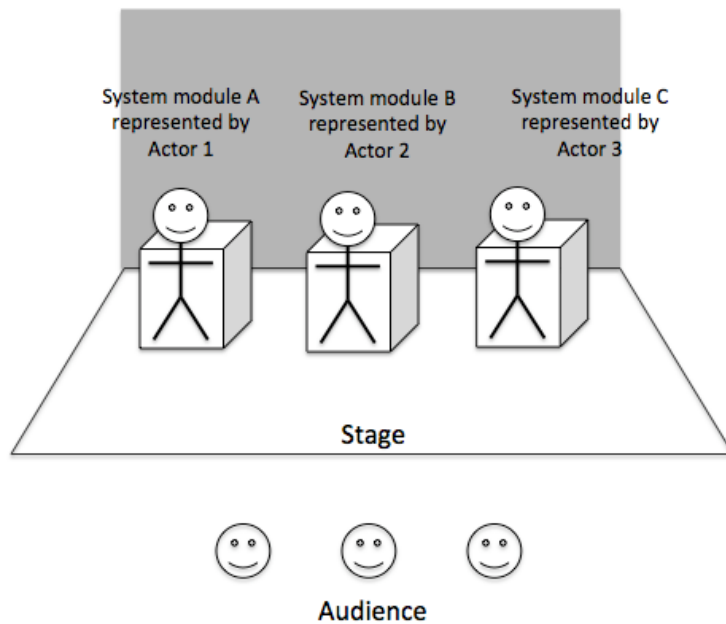 System module A
represented by
Actor 1
System module B
represented by
Actor 2
System module C
represented by
Actor 3
Stage
Audience